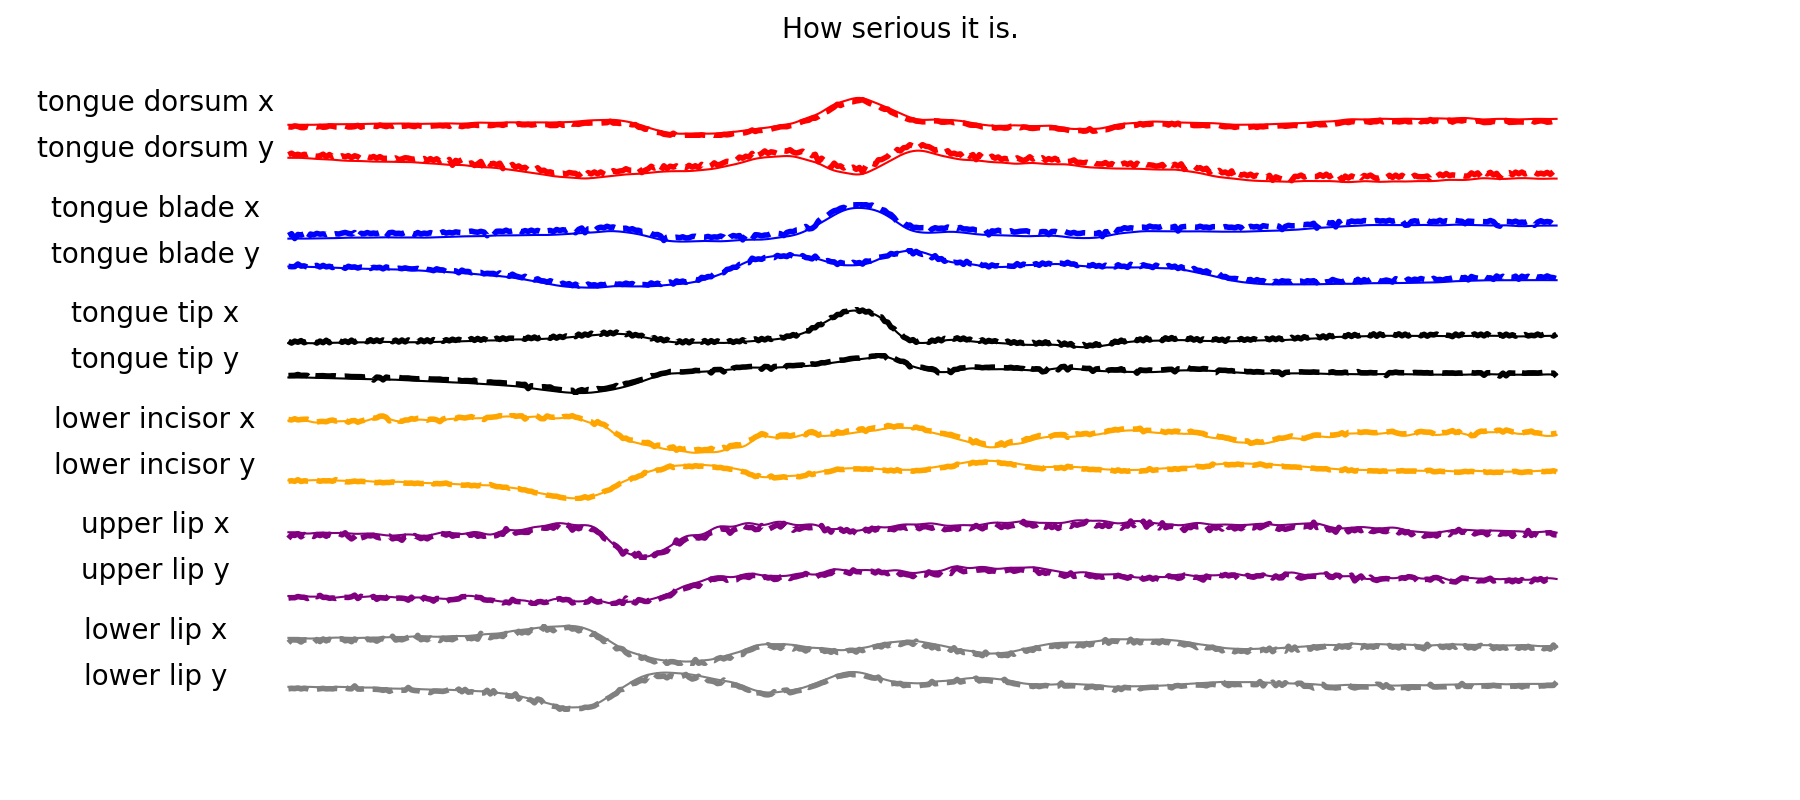 How serious it is.
tongue dorsum x
tongue dorsum y
tongue blade x
tongue blade y
tongue tip x
tongue tip y
lower incisor x
lower incisor y
upper lip x
upper lip y
lower lip x
lower lip y